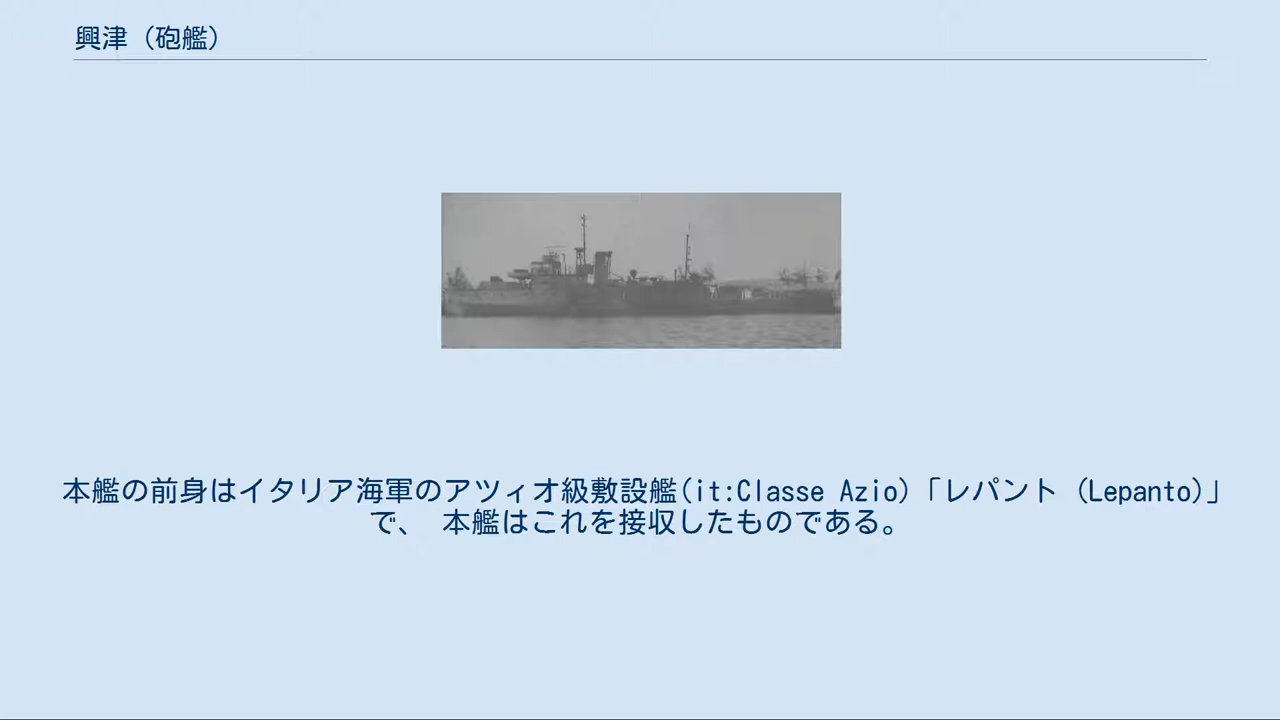 興津（砲艦）
本艦の前身はイタリア海軍のアツィオ級敷設艦(it:Classe Azio)「レパント（Lepanto)」
で、 本艦はこれを接収したものである。